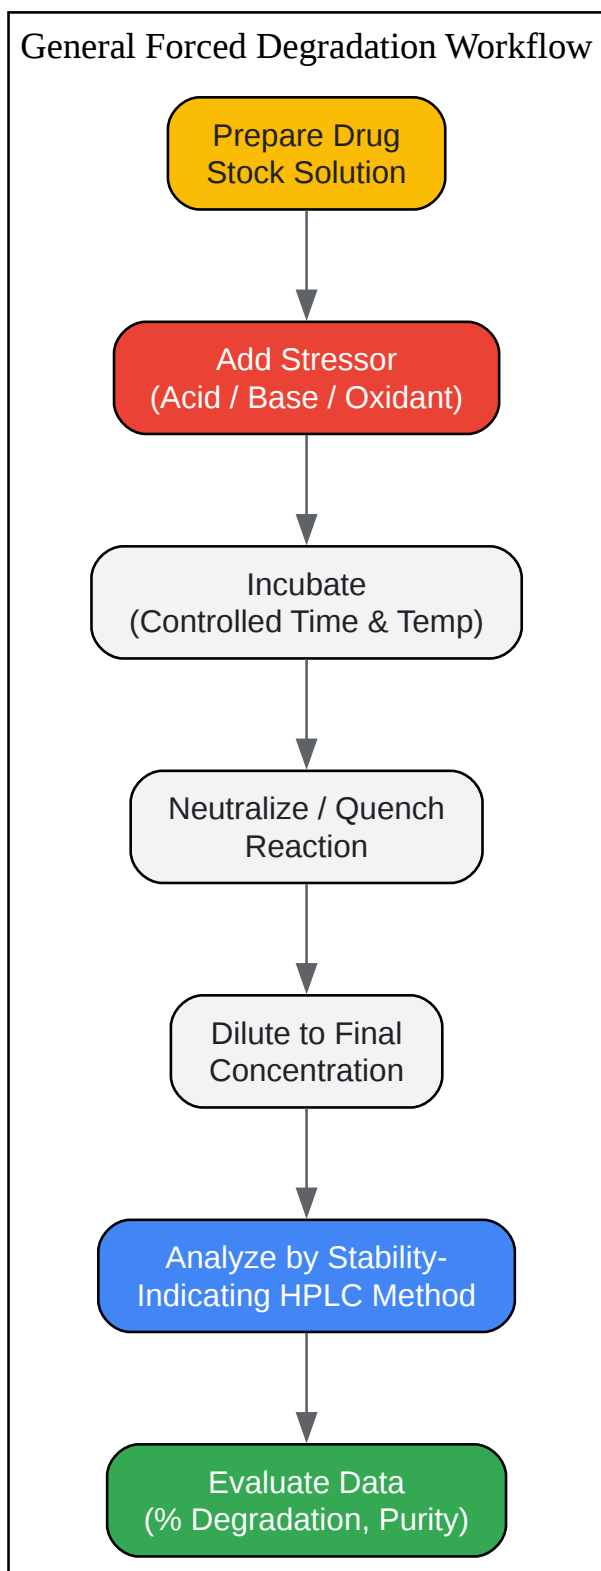 General Forced Degradation Workflow
Prepare Drug
Stock Solution
Add Stressor
(Acid / Base / Oxidant)
Incubate
(Controlled Time & Temp)
Neutralize / Quench
Reaction
Dilute to Final
Concentration
Analyze by Stability-
Indicating HPLC Method
Evaluate Data
(% Degradation, Purity)